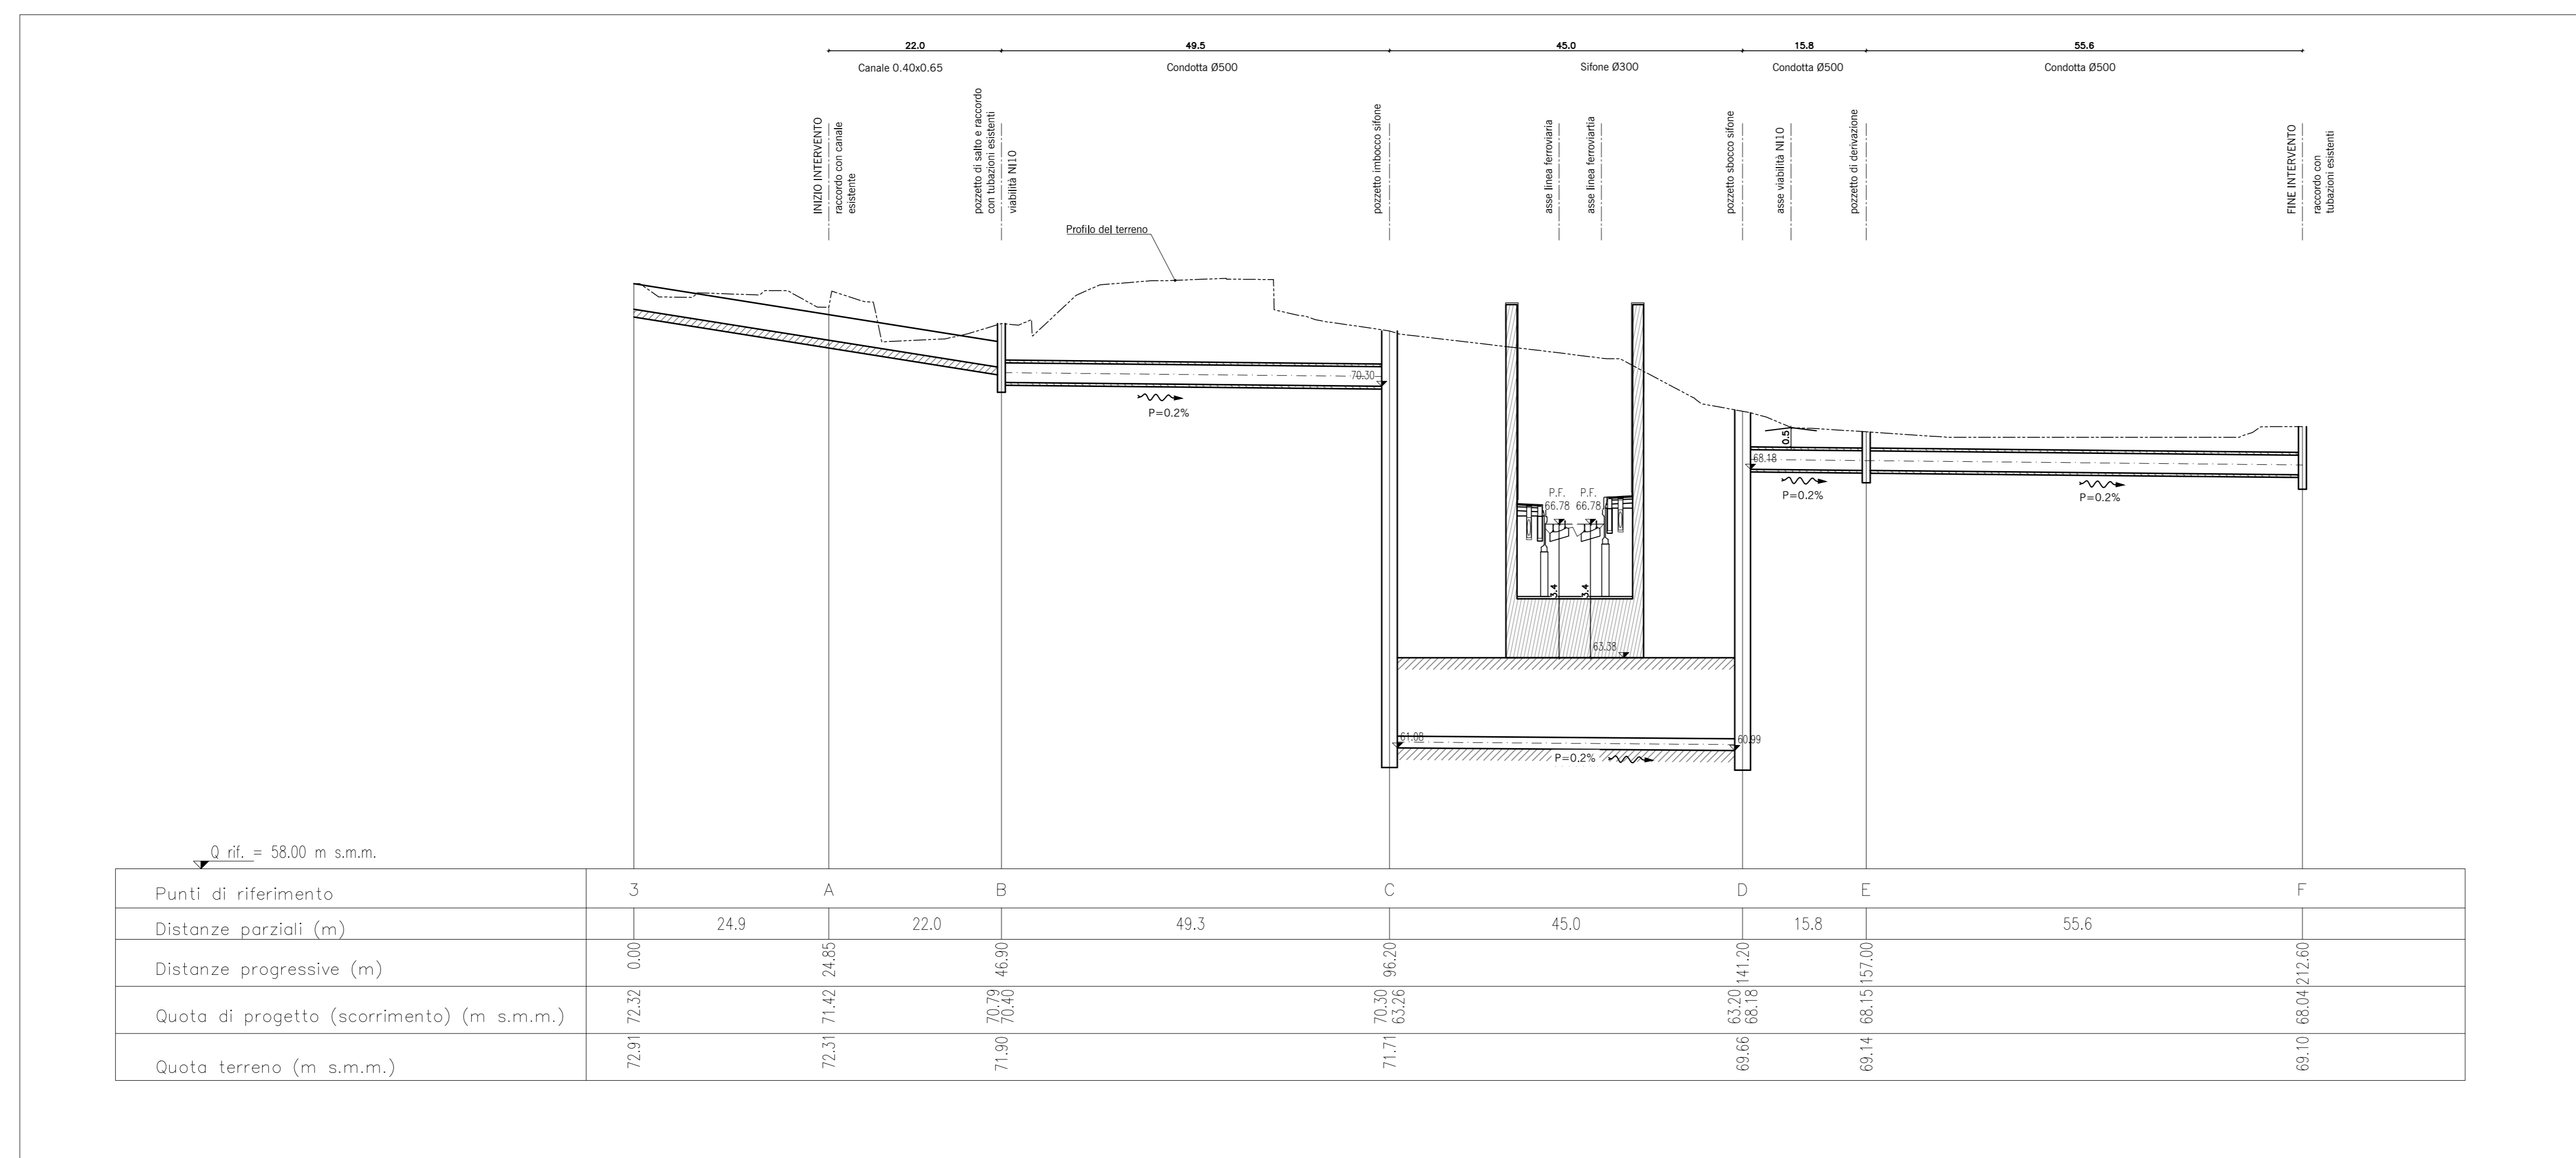 22.0 49.5 45.0 15.8 55.6
Canale 0.40x0.65 Condotta Ø500 Sifone Ø300 Condotta Ø500 Condotta Ø500
INIZIO INTERVENTO
raccordo con canale
esistente
pozzetto di salto e raccordo
con tubazioni esistenti
viabilità NI10
pozzetto imbocco sifone
asse linea ferroviaria
asse linea ferroviartia
pozzetto sbocco sifone
asse viabilità NI10
pozzetto di derivazione
FINE INTERVENTO
raccordo con
tubazioni esistenti
Profilo del terreno
70.30
P=0.2%
0.5
68.18
P=0.2%
P=0.2%
P.F. P.F.
66.78 66.78
3.4 3.4
63.38
61.08
60.99
P=0.2%
Q rif. = 58.00 m s.m.m.
Punti di riferimento 3 A B C D E F
Distanze parziali (m) 24.9 22.0 49.3 45.0 15.8 55.6
Distanze progressive (m) 0.00 24.85 46.90 96.20 141.20 157.00 212.60
Quota di progetto (scorrimento) (m s.m.m.) 72.32 71.42 70.79 70.40 70.30 63.26 63.20 68.18 68.15 68.04
Quota terreno (m s.m.m.) 72.91 72.31 71.90 71.71 69.66 69.14 69.10